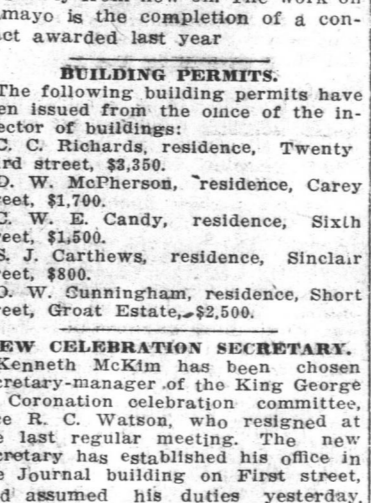 mayo is the completion of a con-
ct awarded last year
BUILDING PERMITS.
The following building permits have
en issued from the office of the in-
ector of buildings:
C. C. Richards, residence, Twenty
rd street, $3,350.
D. W. McPherson, residence, Carey
eet, $1,700.
C. W. E. Candy, residence, Sixth
eet, $1,500.
S. J. Carthews, residence, Sinclair
eet, $800.
O. W. Cunningham, residence, Short
eet, Groat Estate, $2,500.
EW CELEBRATION SECRETARY.
Kenneth McKim has been chosen
cretary-manager of the King George
Coronation celebration committee,
ce R. C. Watson, who resigned at
e last regular meeting. The new
cretary has established his office in
e Journal building on First street,
d assumed his duties yesterday.